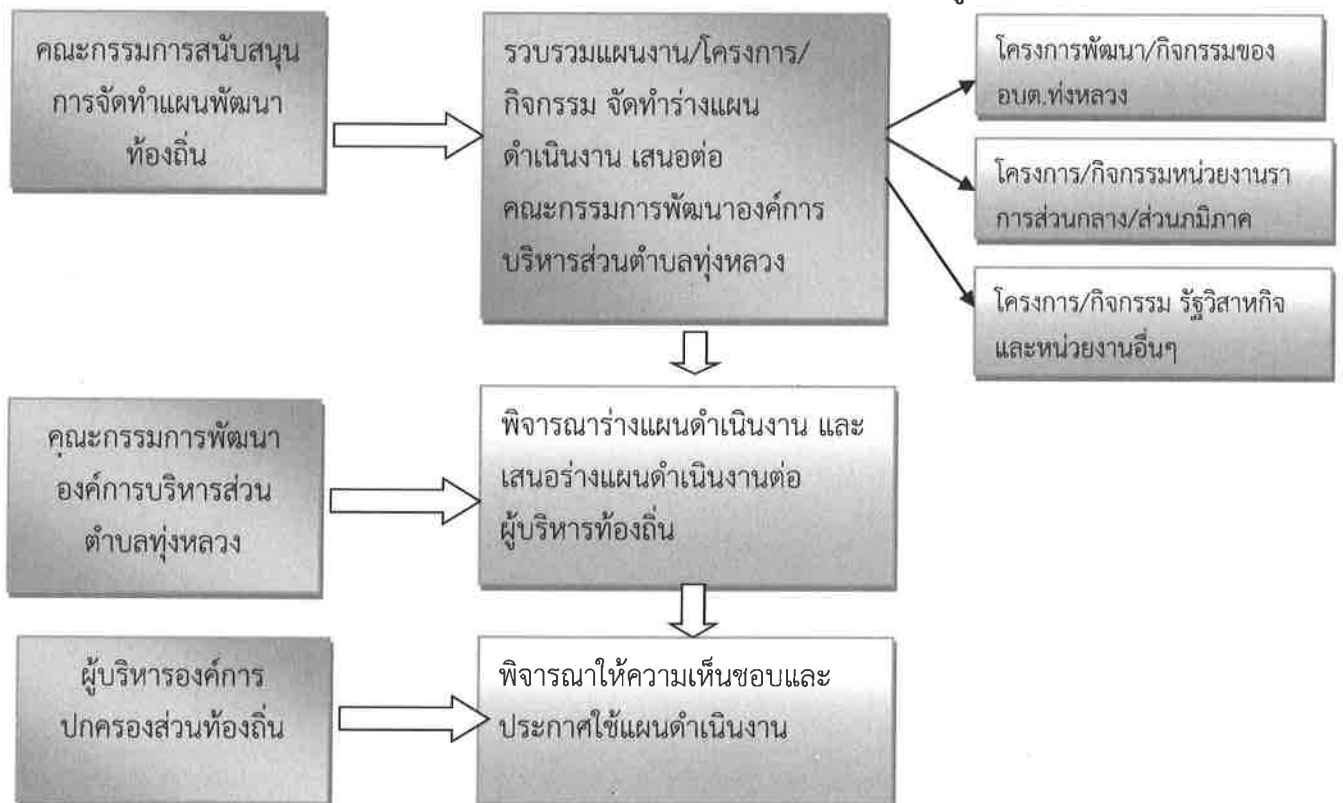 คณะกรรมการสนับสนุน
การจัดทำแผนพัฒนา
ท้องถิ่น
รวบรวมแผนงาน/โครงการ/
กิจกรรม จัดทำร่างแผน
ดำเนินงาน เสนอต่อ
คณะกรรมการพัฒนาองค์การ
บริหารส่วนตำบลทุ่งหลวง
โครงการพัฒนา/กิจกรรมของ
อบต.ทุ่งหลวง
โครงการ/กิจกรรมหน่วยงานรา
การส่วนกลาง/ส่วนภูมิภาค
โครงการ/กิจกรรม รัฐวิสาหกิจ
และหน่วยงานอื่นๆ
คณะกรรมการพัฒนา
องค์การบริหารส่วน
ตำบลทุ่งหลวง
พิจารณาร่างแผนดำเนินงาน และ
เสนอร่างแผนดำเนินงานต่อ
ผู้บริหารท้องถิ่น
ผู้บริหารองค์การ
ปกครองส่วนท้องถิ่น
พิจารณาให้ความเห็นชอบและ
ประกาศใช้แผนดำเนินงาน